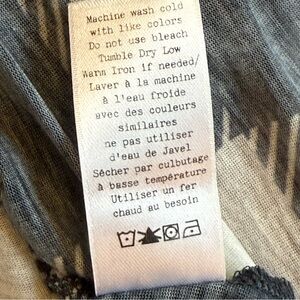 Machine wash cold
with like colors
Do not use bleach
Tumble Dry Low
Warm Iron if needed/
Laver à la machine
à l'eau froide
avec des couleurs
similaires
ne pas utiliser
d'eau de Javel
Sécher par culbutage
à basse température
Utiliser un fer
chaud au besoin